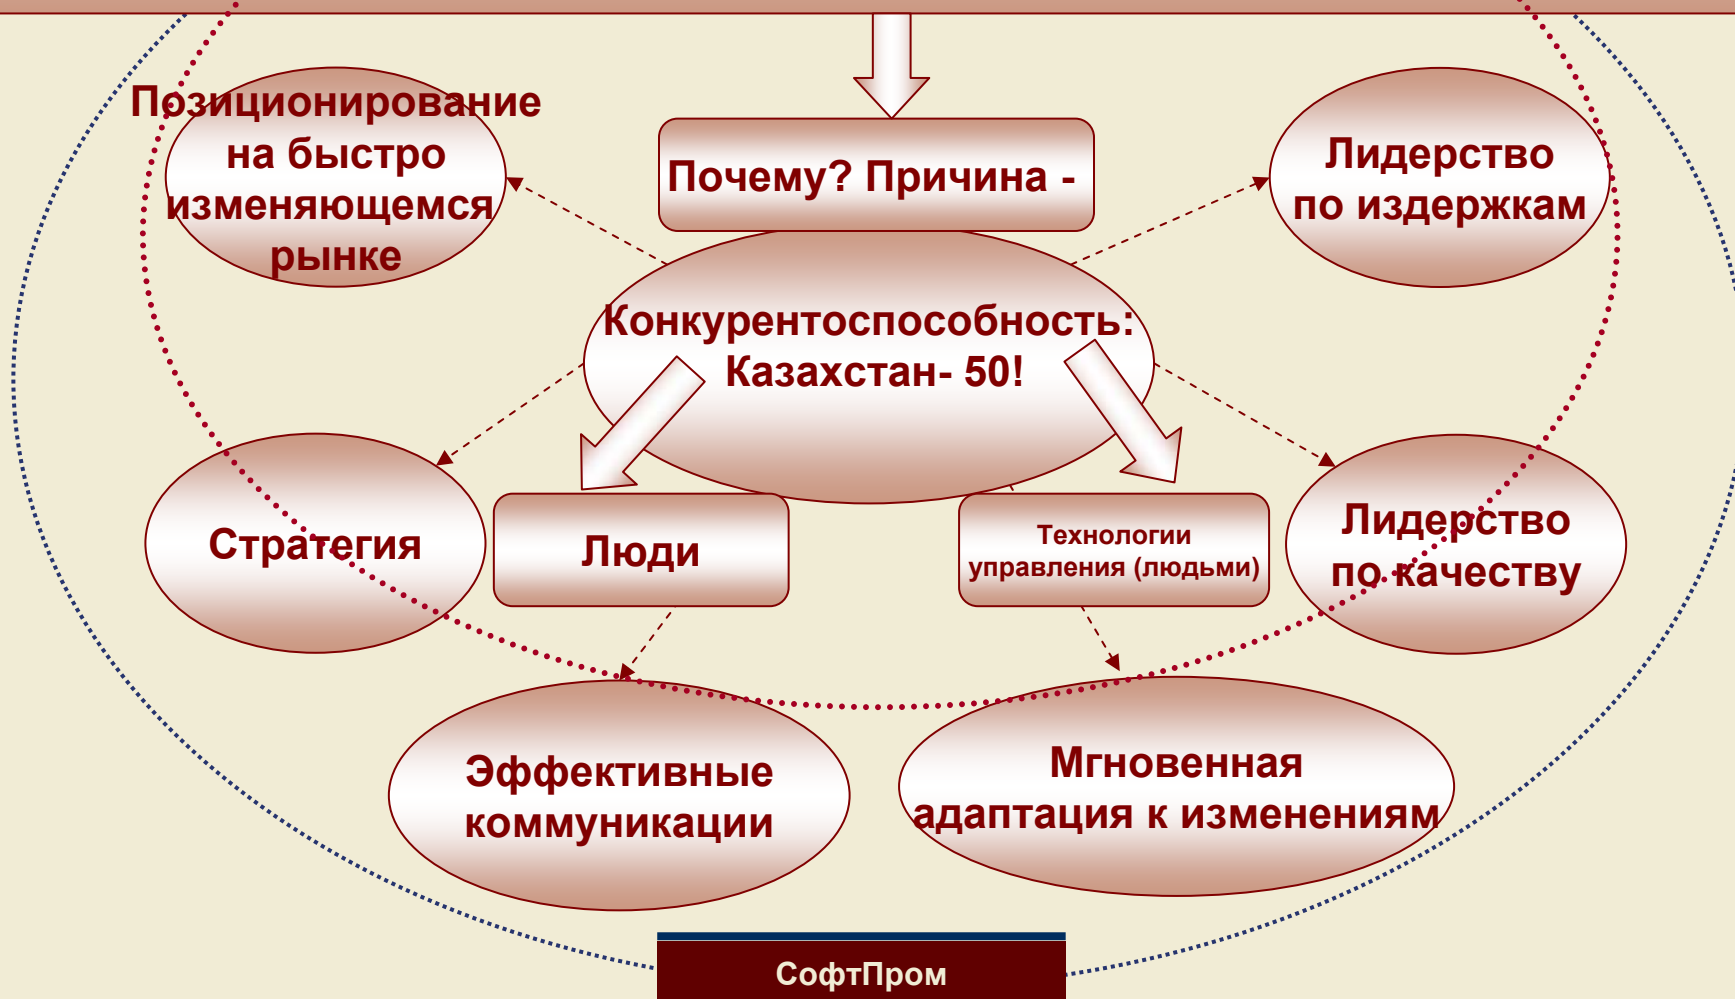 Позиционирование
на быстро
изменяющемся
рынке
Почему? Причина -
Лидерство
по издержкам
Конкурентоспособность:
Казахстан- 50!
Стратегия
Люди
Технологии
управления (людьми)
Лидерство
по качеству
Эффективные
коммуникации
Мгновенная
адаптация к изменениям
СофтПром